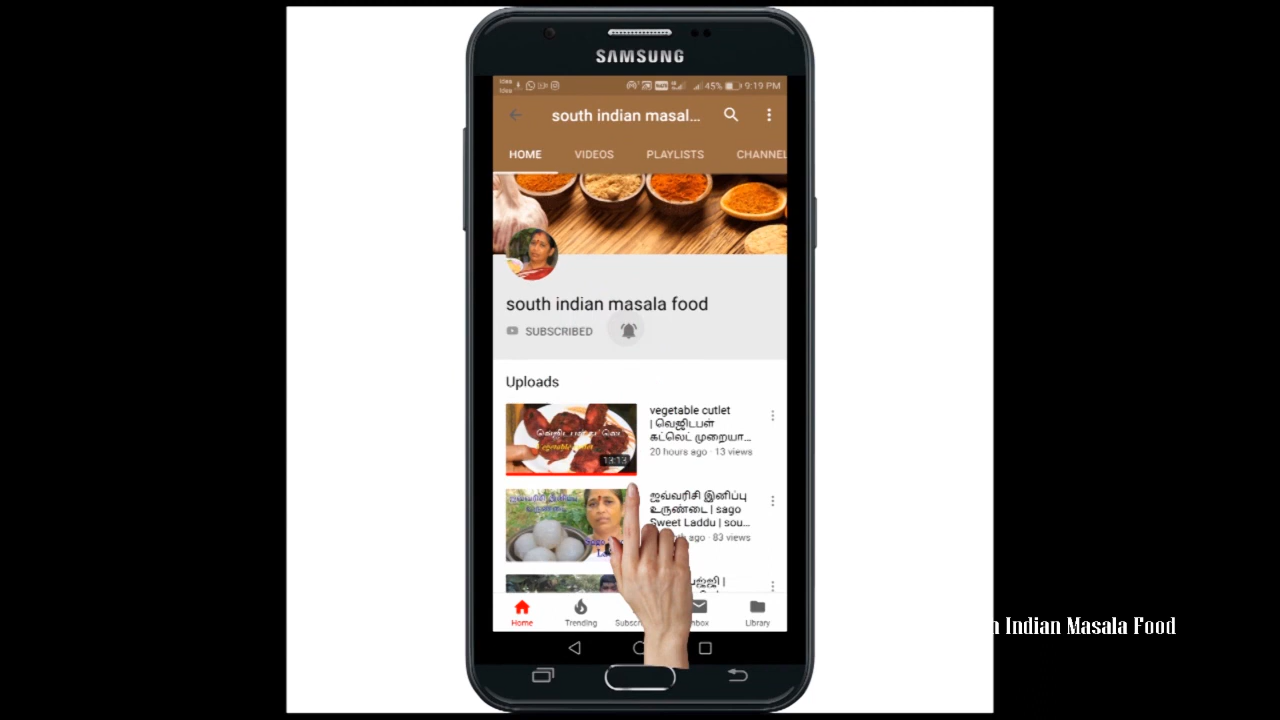 SAMSUNG
45% 9:19 PM
south indian masal...
HOME VIDEOS PLAYLISTS CHANNEL
south indian masala food
SUBSCRIBED
Uploads
vegetable cutlet
| வெஜிடபள்
கட்லெட் முறையா...
20 hours ago · 13 views
13:13
ஜவ்வரிசி இனிப்பு
உருண்டை | sago
Sweet Laddu | sou...
ago · 83 views
Home Trending Library
Indian Masala Food